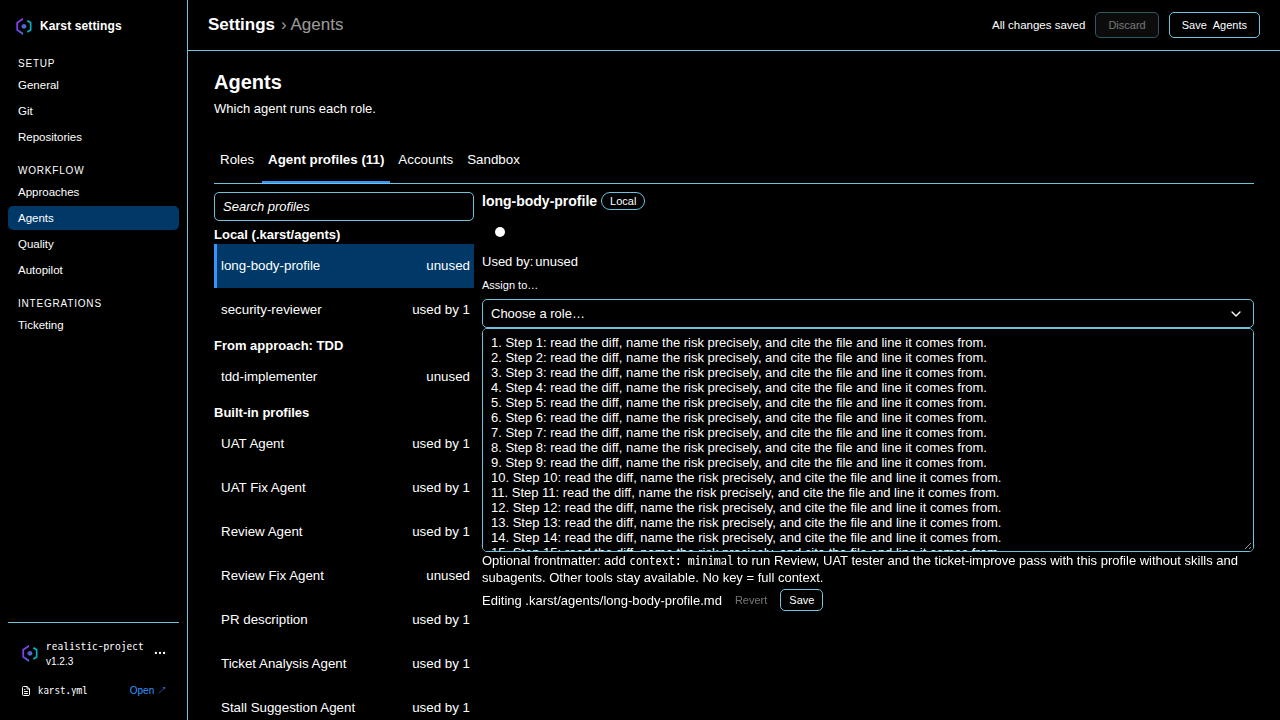 Karst settings
SETUP
General
Git
Repositories
WORKFLOW
Approaches
Agents
Quality
Autopilot
INTEGRATIONS
Ticketing
realistic-project
v1.2.3
karst.yml
Open ↗
Settings › Agents
All changes saved
Discard
Save Agents
Agents
Which agent runs each role.
Roles
Agent profiles (11)
Accounts
Sandbox
Search profiles
Local (.karst/agents)
long-body-profile unused
security-reviewer used by 1
From approach: TDD
tdd-implementer unused
Built-in profiles
UAT Agent used by 1
UAT Fix Agent used by 1
Review Agent used by 1
Review Fix Agent unused
PR description used by 1
Ticket Analysis Agent used by 1
Stall Suggestion Agent used by 1
long-body-profile Local
Used by: unused
Assign to…
Choose a role…
1. Step 1: read the diff, name the risk precisely, and cite the file and line it comes from.
2. Step 2: read the diff, name the risk precisely, and cite the file and line it comes from.
3. Step 3: read the diff, name the risk precisely, and cite the file and line it comes from.
4. Step 4: read the diff, name the risk precisely, and cite the file and line it comes from.
5. Step 5: read the diff, name the risk precisely, and cite the file and line it comes from.
6. Step 6: read the diff, name the risk precisely, and cite the file and line it comes from.
7. Step 7: read the diff, name the risk precisely, and cite the file and line it comes from.
8. Step 8: read the diff, name the risk precisely, and cite the file and line it comes from.
9. Step 9: read the diff, name the risk precisely, and cite the file and line it comes from.
10. Step 10: read the diff, name the risk precisely, and cite the file and line it comes from.
11. Step 11: read the diff, name the risk precisely, and cite the file and line it comes from.
12. Step 12: read the diff, name the risk precisely, and cite the file and line it comes from.
13. Step 13: read the diff, name the risk precisely, and cite the file and line it comes from.
14. Step 14: read the diff, name the risk precisely, and cite the file and line it comes from.
15. Step 15: read the diff, name the risk precisely, and cite the file and line it comes from.
Optional frontmatter: add context: minimal to run Review, UAT tester and the ticket-improve pass with this profile without skills and
subagents. Other tools stay available. No key = full context.
Editing .karst/agents/long-body-profile.md
Revert
Save